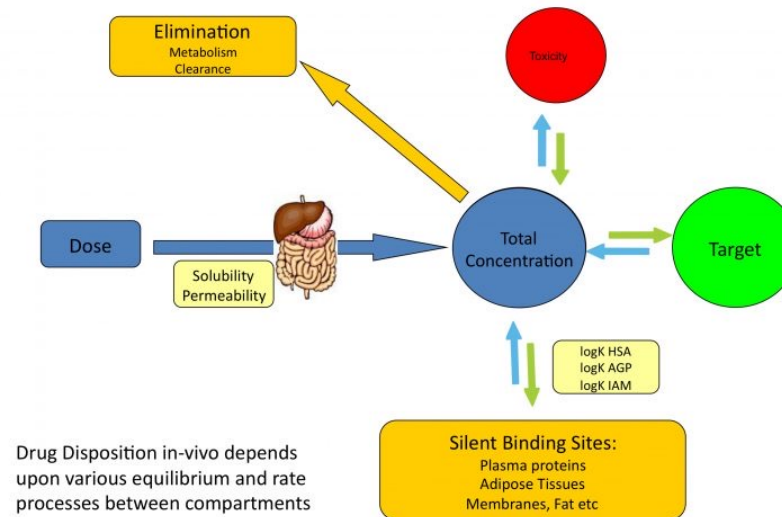 Elimination
Metabolism
Clearance
Toxicity
Dose
Solubility
Permeability
Total
Concentration
Target
logK HSA
logK AGP
logK IAM
Silent Binding Sites:
Plasma proteins
Adipose Tissues
Membranes, Fat etc
Drug Disposition in-vivo depends
upon various equilibrium and rate
processes between compartments